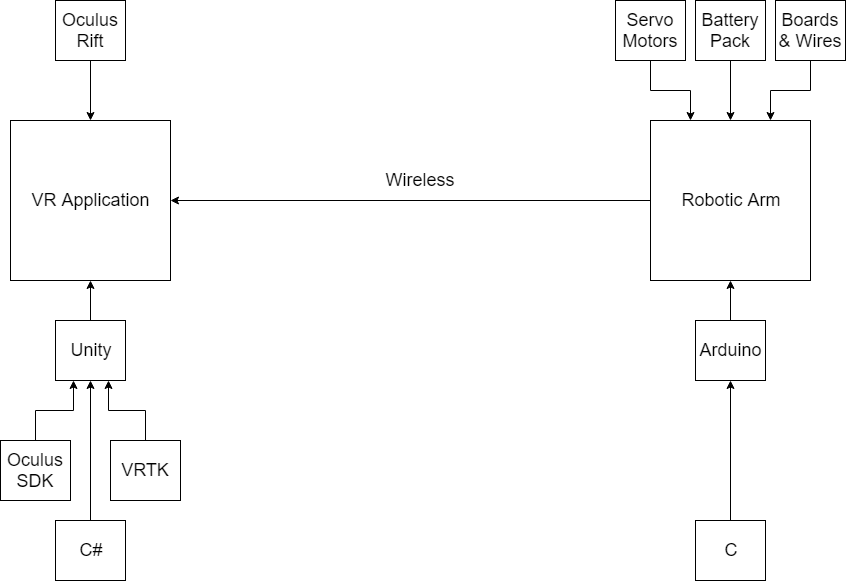 Oculus
Rift
Servo
Motors
Battery
Pack
Boards
& Wires
VR Application
Wireless
Robotic Arm
Unity
Arduino
Oculus
SDK
VRTK
C#
C